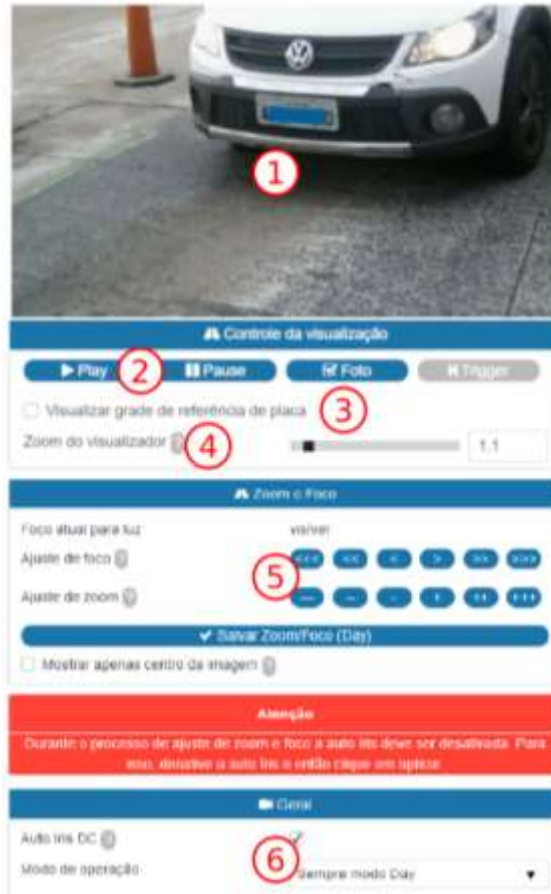 1
Controle da visualização
Play 2 Pause Foto Trigger
Visualizar grade de referência de placa 3
Zoom do visualizador 4 1.1
Zoom e Foco
Foco atual para luz: vis/ver
Ajuste de foco <<< << < > >> >>>
5
Ajuste de zoom --- -- - + ++ +++
Salvar Zoom/Foco (Day)
Mostrar apenas centro da imagem
Atenção
Durante o processo de ajuste de zoom e foco a auto iris deve ser desativada. Para
isso, desative a auto iris e então clique em aplicar.
Geral
Auto Iris DC
6
Modo de operação Sempre modo Day